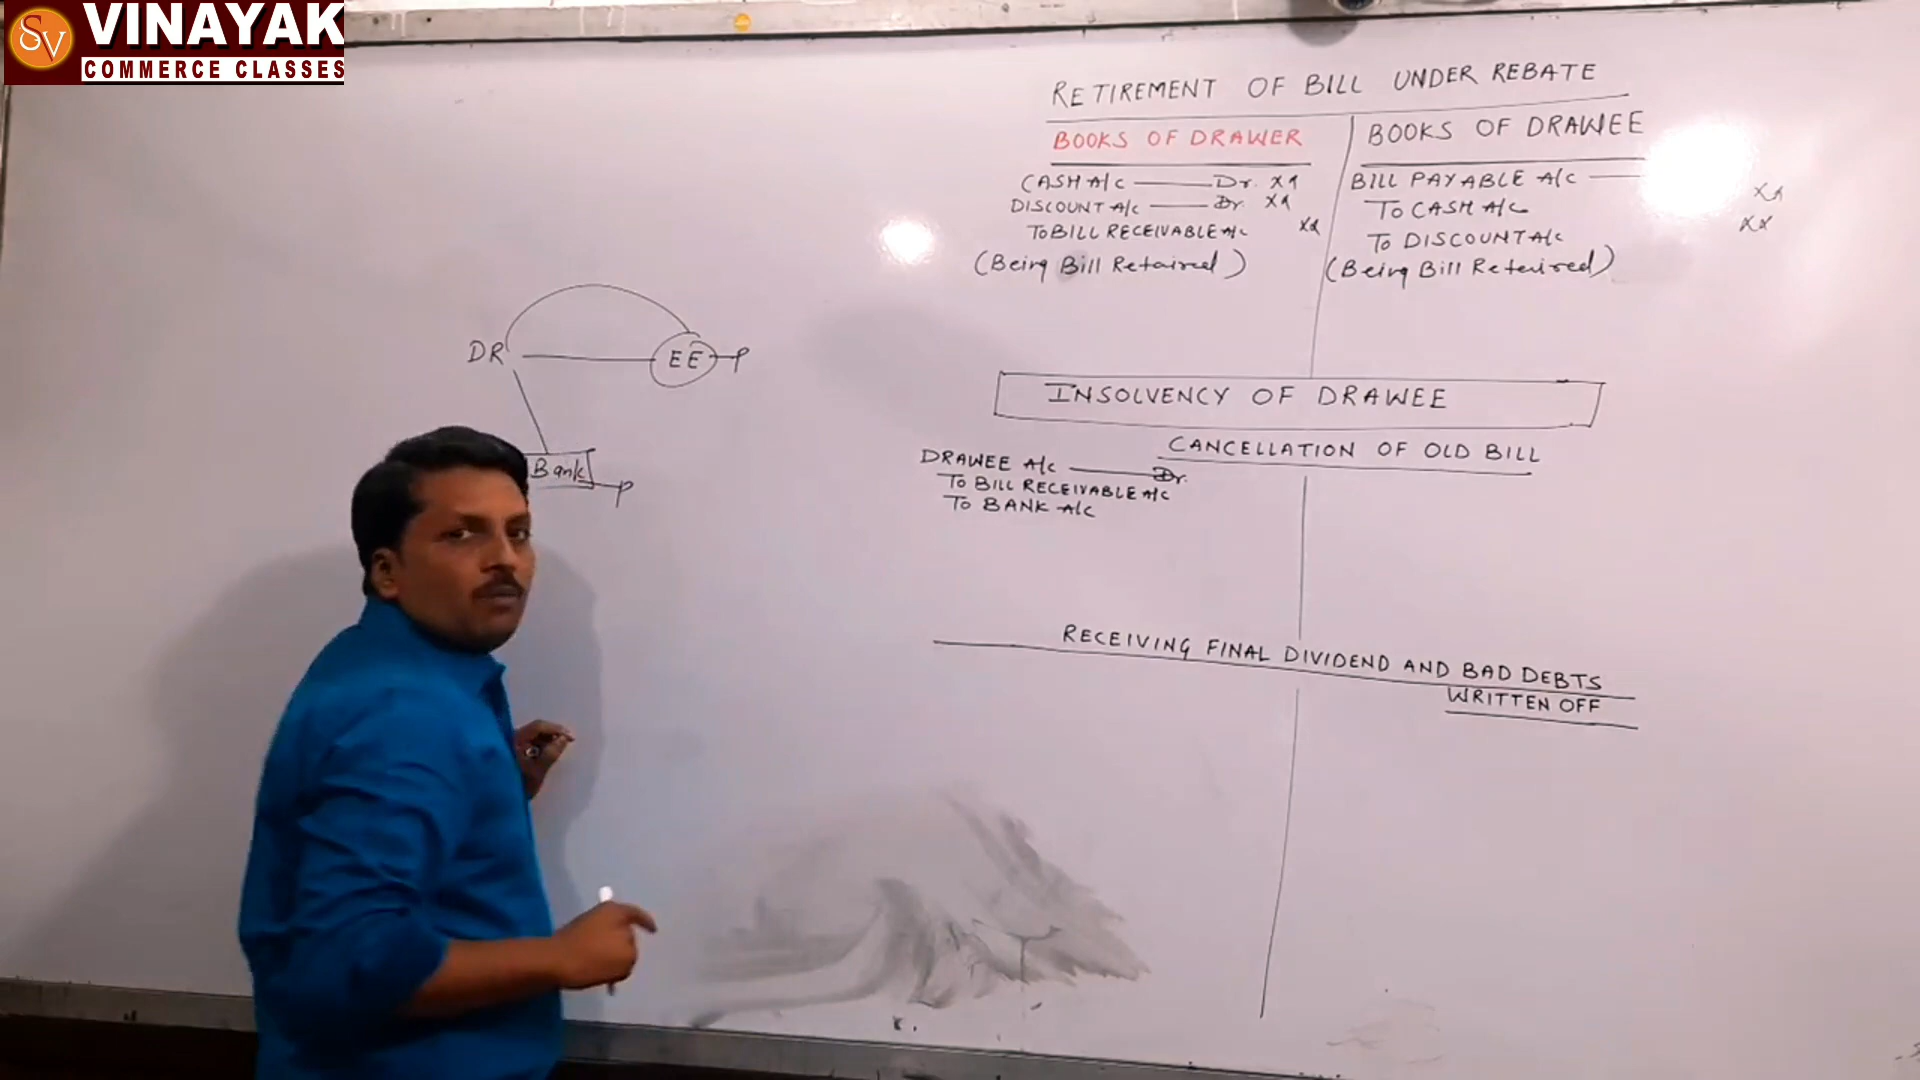 SV
VINAYAK
COMMERCE CLASSES
RETIREMENT OF BILL UNDER REBATE
BOOKS OF DRAWER
CASH A/c ——— Dr. XX
DISCOUNT A/c —— Dr. XX
To BILL RECEIVABLE A/c XX
(Being Bill Retaired)
BOOKS OF DRAWEE
BILL PAYABLE A/c ——
To CASH A/c XX
To DISCOUNT A/c XX
(Being Bill Reteired)
DR
EE P
Bank P
INSOLVENCY OF DRAWEE
CANCELLATION OF OLD BILL
DRAWEE A/c ——— Dr.
To BILL RECEIVABLE A/c
To BANK A/c
RECEIVING FINAL DIVIDEND AND BAD DEBTS
WRITTEN OFF